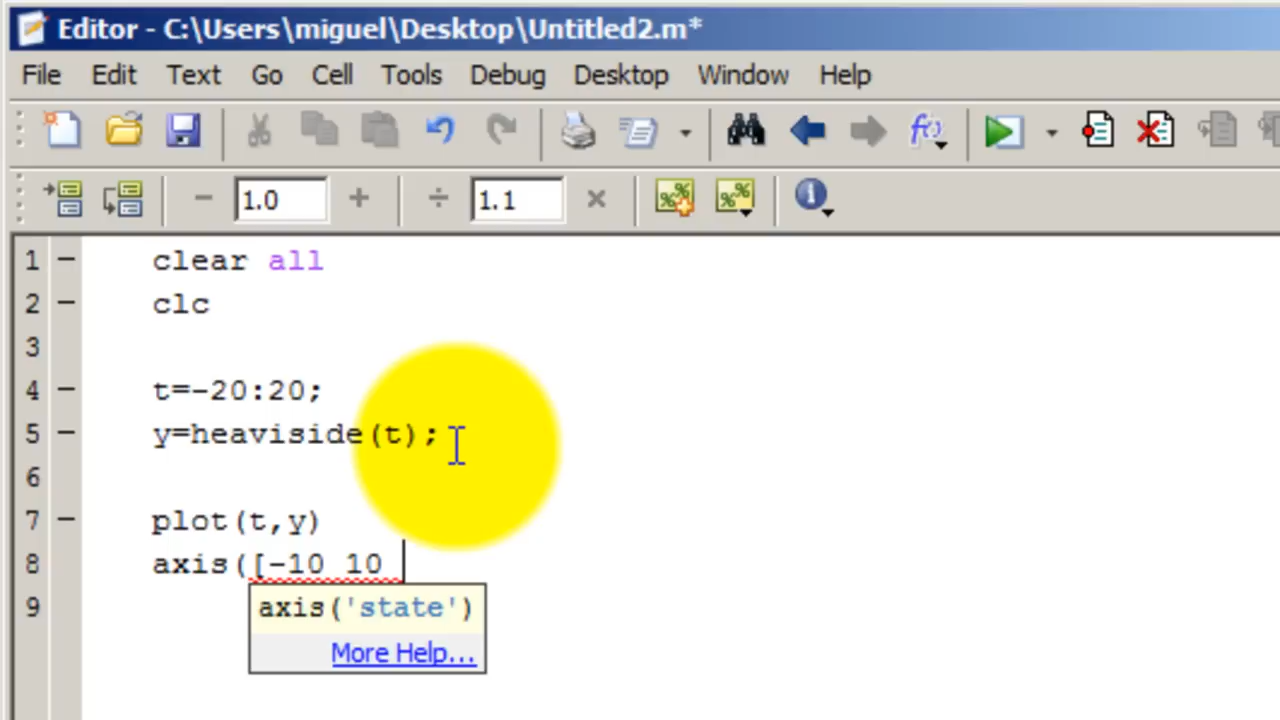 Editor - C:\Users\miguel\Desktop\Untitled2.m*
File Edit Text Go Cell Tools Debug Desktop Window Help
1.0 1.1
1 clear all
2 clc
3
4 t=-20:20;
5 y=heaviside(t);
6
7 plot(t,y)
8 axis([-10 10
9 axis('state')
More Help...